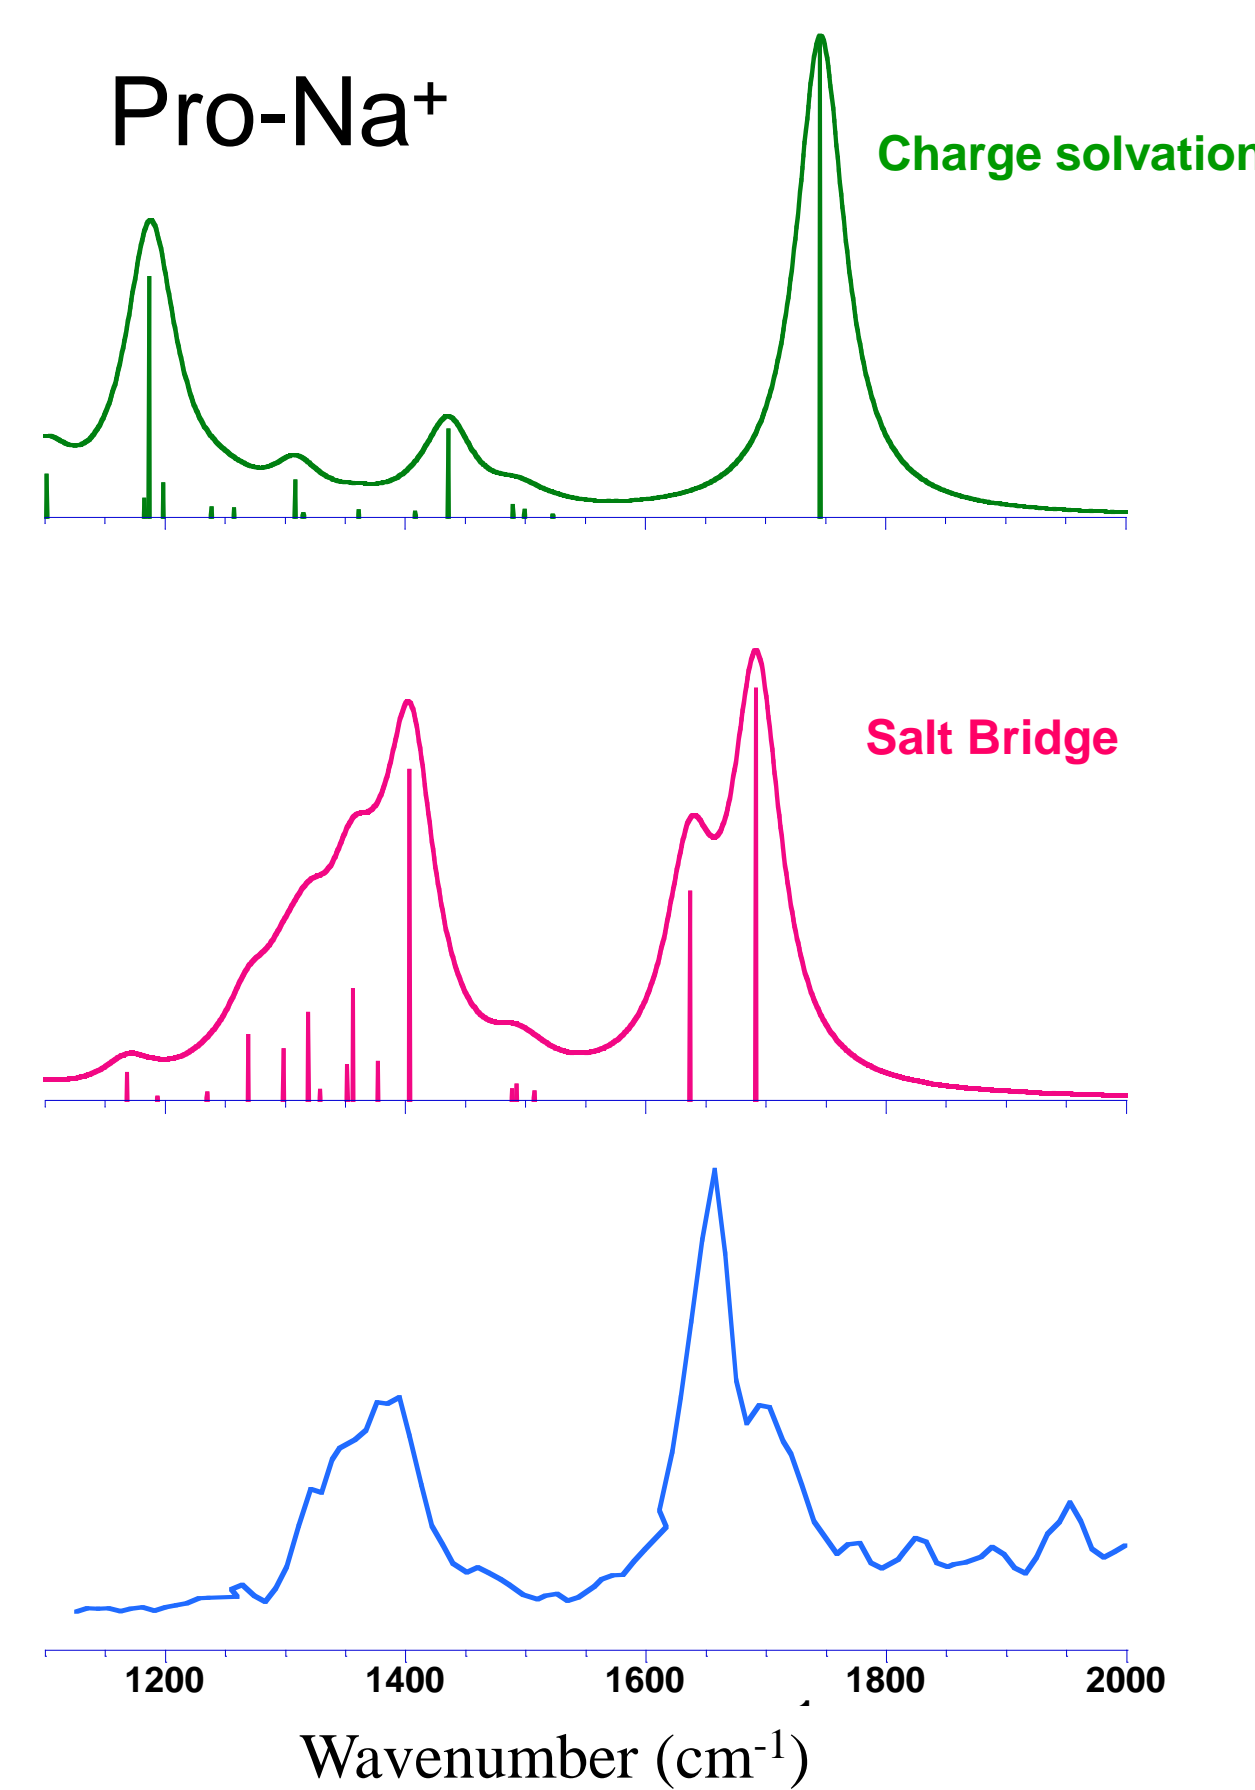 Pro-Na⁺
Charge solvation
Salt Bridge
1200 1400 1600 1800 2000
Wavenumber (cm⁻¹)